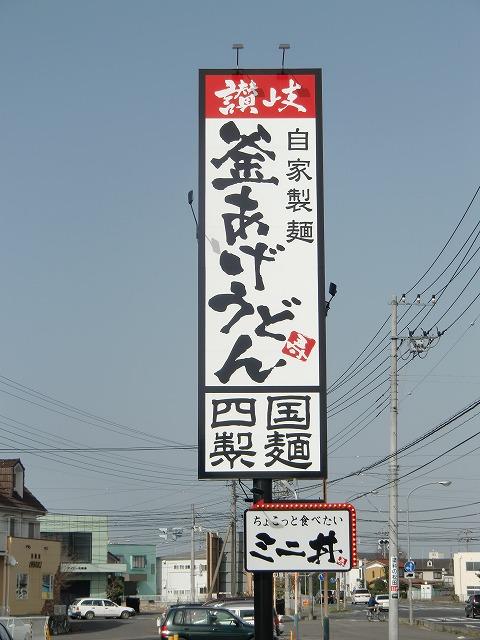 讃岐
自家製麺
釜あげうどん
四国
製麺
ちょこっと食べたい
ミニ丼